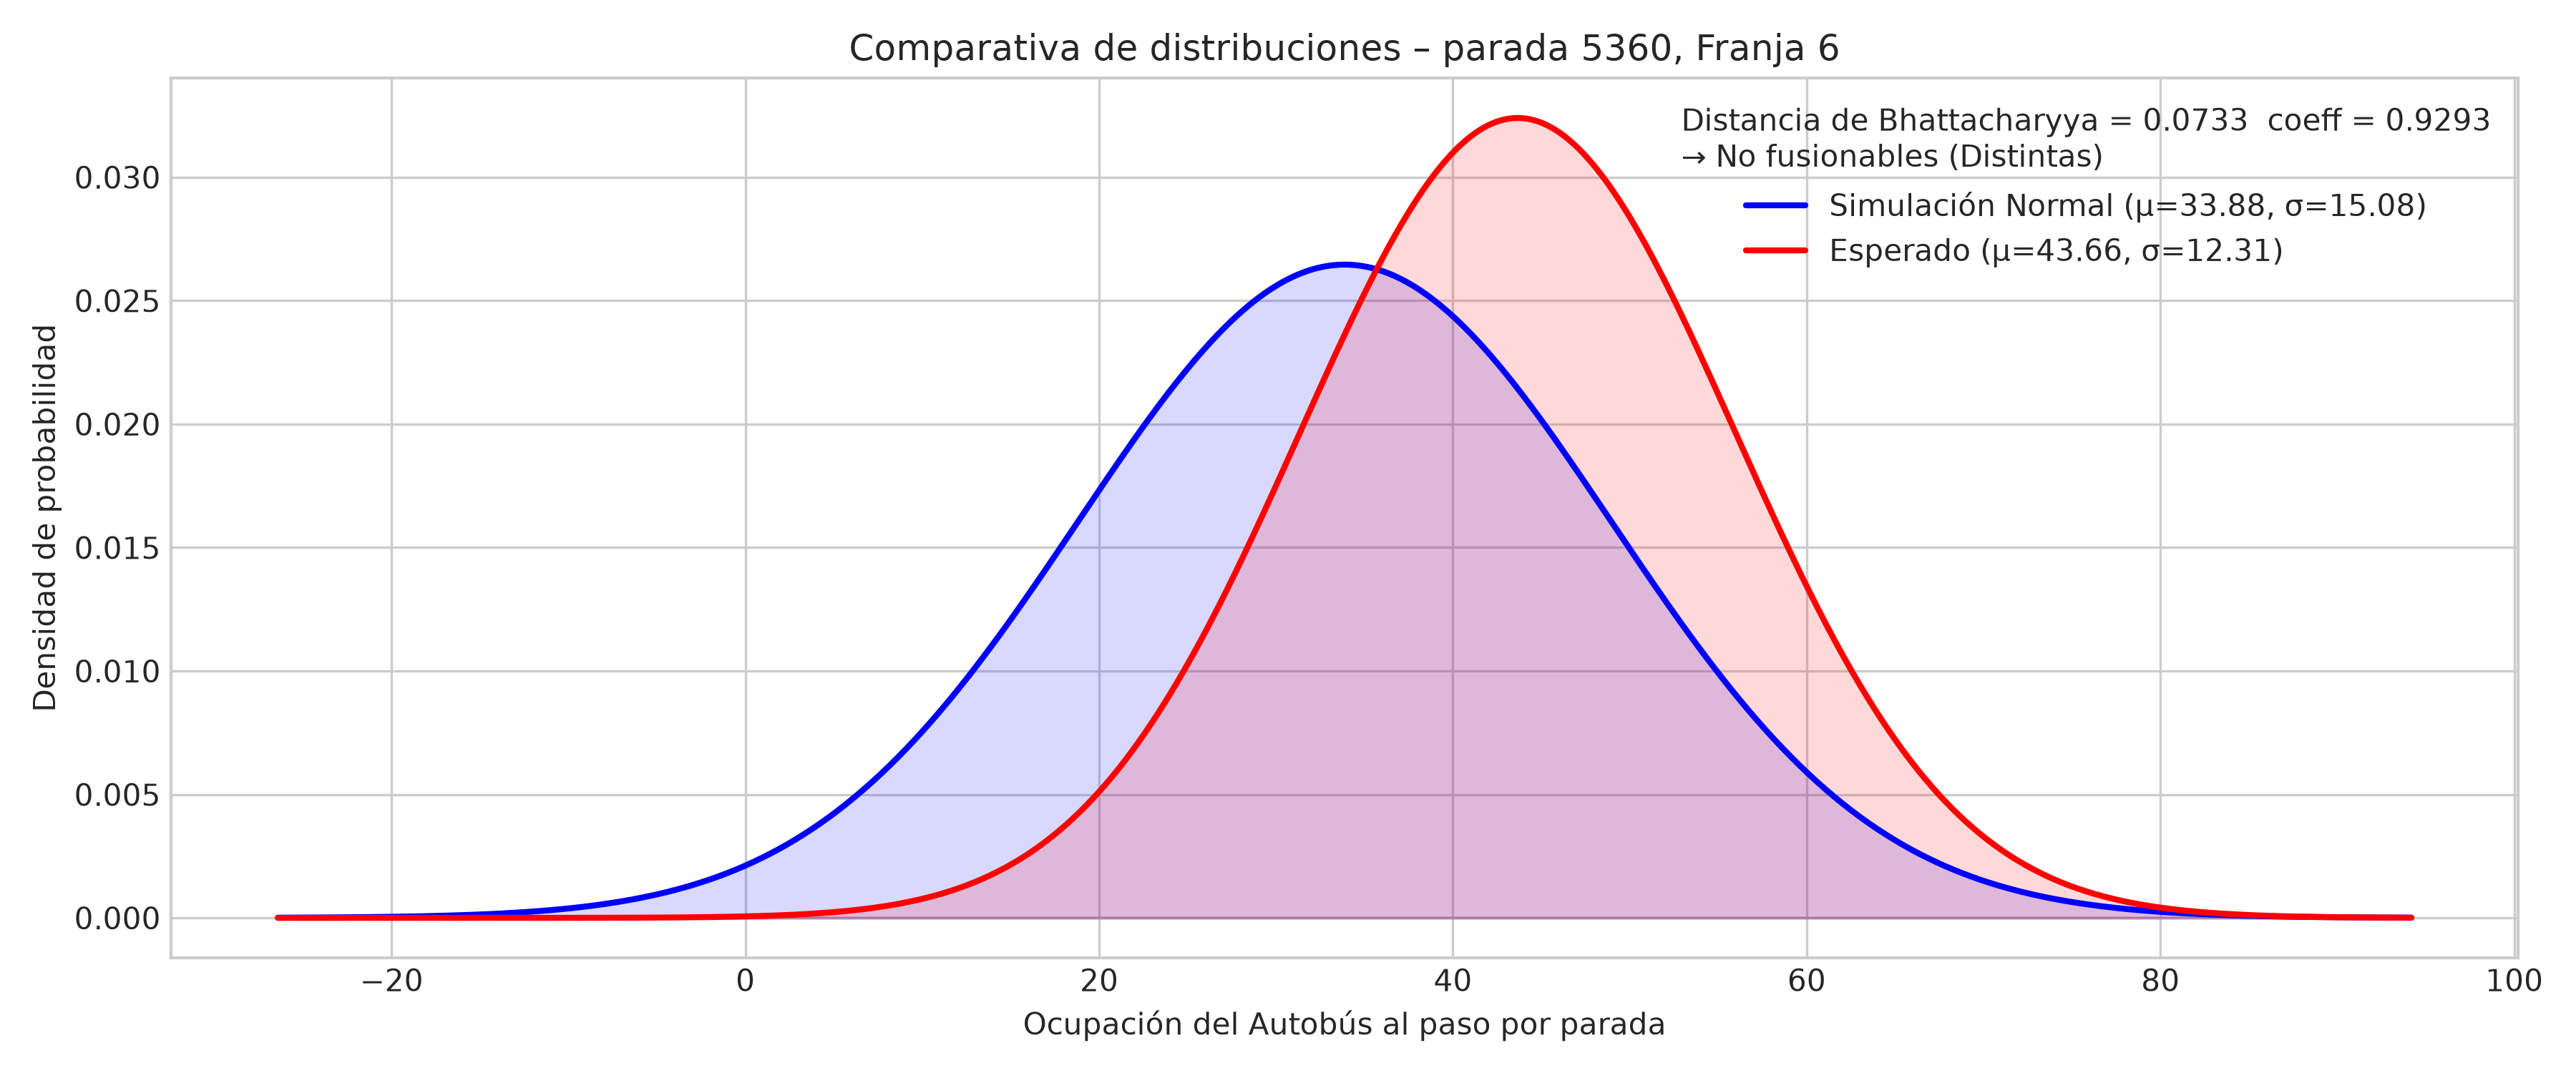 Comparativa de distribuciones – parada 5360, Franja 6
Distancia de Bhattacharyya = 0.0733  coeff = 0.9293
→ No fusionables (Distintas)
Simulación Normal (μ=33.88, σ=15.08)
Esperado (μ=43.66, σ=12.31)
Densidad de probabilidad
0.030
0.025
0.020
0.015
0.010
0.005
0.000
−20 0 20 40 60 80 100
Ocupación del Autobús al paso por parada